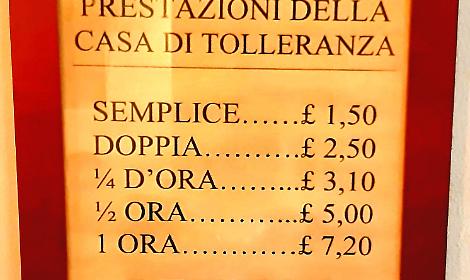 PRESTAZIONI DELLA
CASA DI TOLLERANZA
SEMPLICE......£ 1,50
DOPPIA..........£ 2,50
¼ D'ORA........£ 3,10
½ ORA............£ 5,00
1 ORA.............£ 7,20